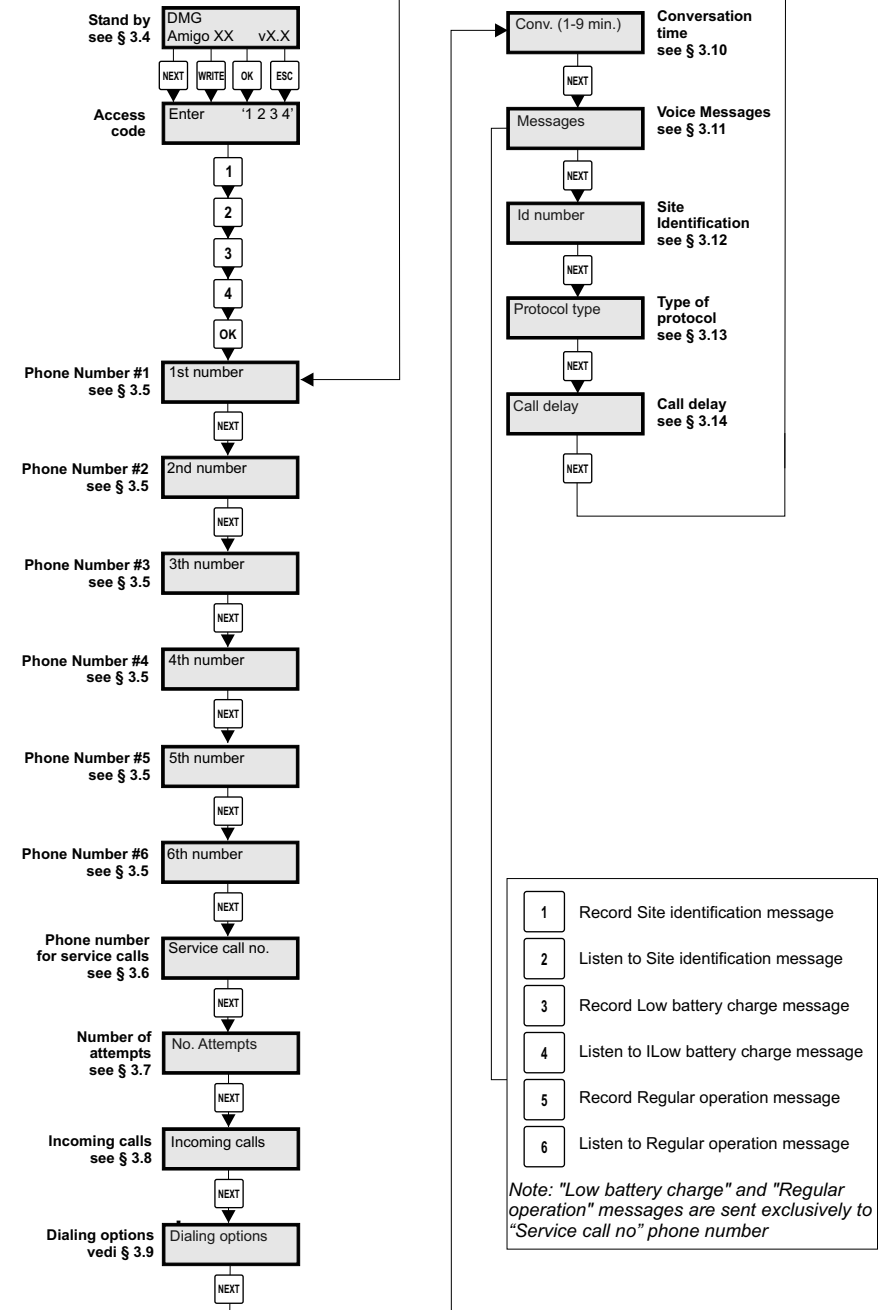 Stand by
see § 3.4
DMG
Amigo XX vX.X
NEXT WRITE OK ESC
Access
code
Enter ‘1 2 3 4’
1
2
3
4
OK
Phone Number #1
see § 3.5
1st number
NEXT
Phone Number #2
see § 3.5
2nd number
NEXT
Phone Number #3
see § 3.5
3th number
NEXT
Phone Number #4
see § 3.5
4th number
NEXT
Phone Number #5
see § 3.5
5th number
NEXT
Phone Number #6
see § 3.5
6th number
NEXT
Phone number
for service calls
see § 3.6
Service call no.
NEXT
Number of
attempts
see § 3.7
No. Attempts
NEXT
Incoming calls
see § 3.8
Incoming calls
NEXT
Dialing options
vedi § 3.9
Dialing options
NEXT
Conv. (1-9 min.)
Conversation
time
see § 3.10
NEXT
Messages
Voice Messages
see § 3.11
NEXT
Id number
Site
Identification
see § 3.12
NEXT
Protocol type
Type of
protocol
see § 3.13
NEXT
Call delay
Call delay
see § 3.14
NEXT
1 Record Site identification message
2 Listen to Site identification message
3 Record Low battery charge message
4 Listen to ILow battery charge message
5 Record Regular operation message
6 Listen to Regular operation message
Note: "Low battery charge" and "Regular
operation" messages are sent exclusively to
“Service call no” phone number